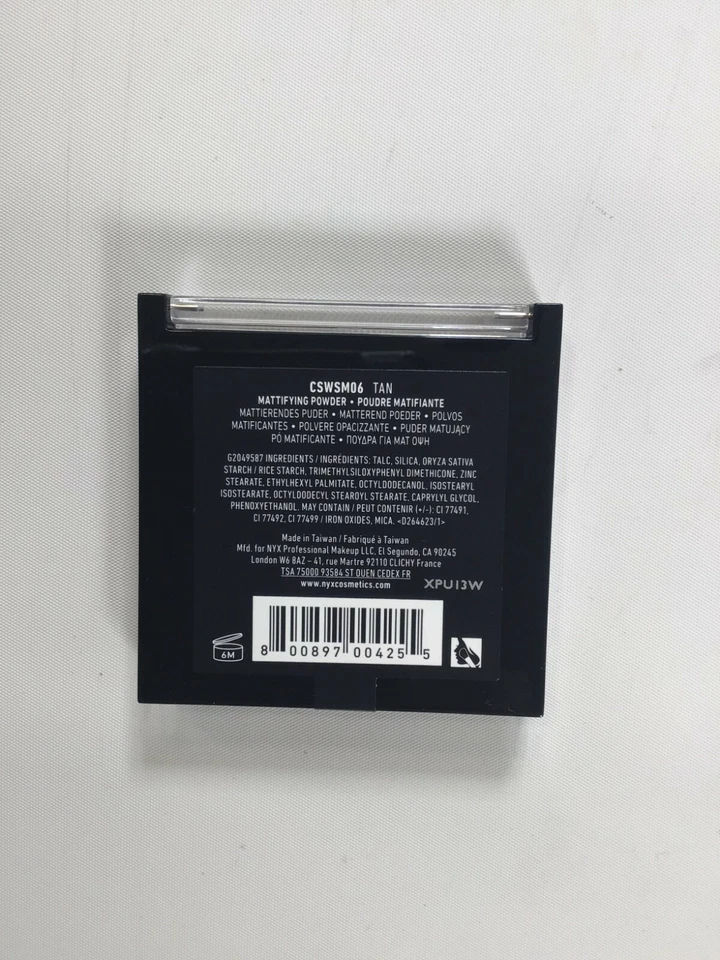 CSWSM06 TAN
MATTIFYING POWDER • POUDRE MATIFIANTE
MATTIERENDES PUDER • MATTEREND POEDER • POLVOS
MATIFICANTES • POLVERE OPACIZZANTE • PUDER MATUJĄCY
PÓ MATIFICANTE • ΠΟΥΔΡΑ ΓΙΑ ΜΑΤ ΟΨΗ
G2049587 INGREDIENTS / INGRÉDIENTS: TALC, SILICA, ORYZA SATIVA
STARCH / RICE STARCH, TRIMETHYLSILOXYPHENYL DIMETHICONE, ZINC
STEARATE, ETHYLHEXYL PALMITATE, OCTYLDODECANOL, ISOSTEARYL
ISOSTEARATE, OCTYLDODECYL STEAROYL STEARATE, CAPRYLYL GLYCOL,
PHENOXYETHANOL. MAY CONTAIN / PEUT CONTENIR (+/-): CI 77491,
CI 77492, CI 77499 / IRON OXIDES, MICA. <D264623/1>
Made in Taiwan / Fabriqué à Taiwan
Mfd. for NYX Professional Makeup LLC, El Segundo, CA 90245
London W6 8AZ – 41, rue Martre 92110 CLICHY France
TSA 75000 93584 ST OUEN CEDEX FR
www.nyxcosmetics.com
XPU13W
6M
8 00897 00425 5